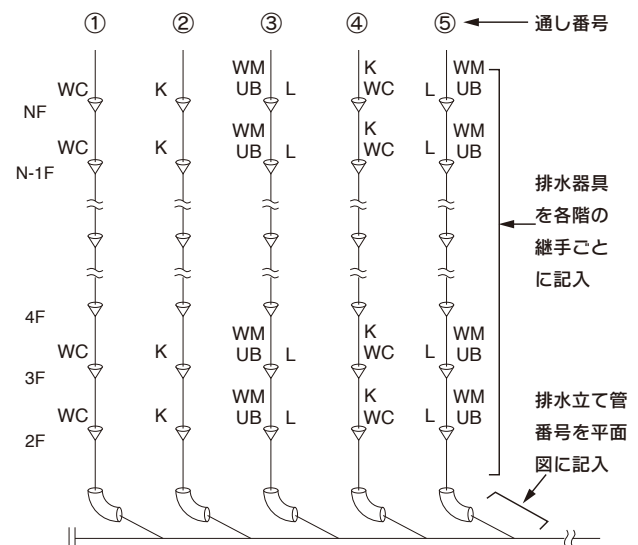 ① ② ③ ④ ⑤ 通し番号
WC K WM UB L K WC L WM UB
NF
WC K WM UB L K WC L WM UB
N-1F
排水器具
を各階の
継手ごと
に記入
4F
WC K WM UB L K WC L WM UB
3F
WC K WM UB L K WC L WM UB
2F
排水立て管
番号を平面
図に記入